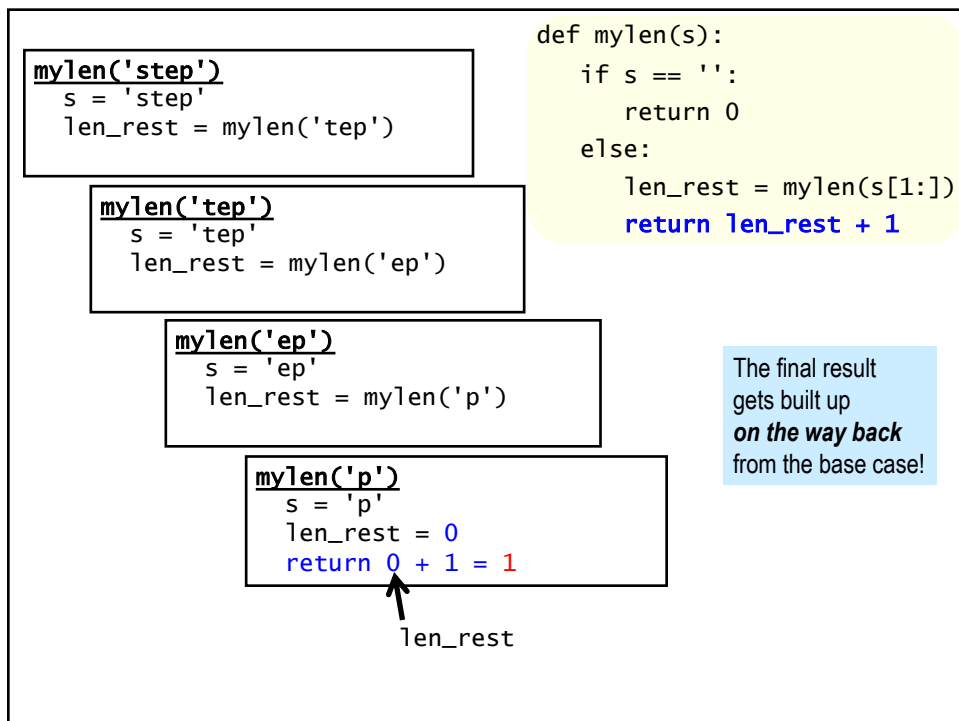 def mylen(s):
if s == '':
return 0
else:
len_rest = mylen(s[1:])
return len_rest + 1
mylen('step')
s = 'step'
len_rest = mylen('tep')
mylen('tep')
s = 'tep'
len_rest = mylen('ep')
mylen('ep')
s = 'ep'
len_rest = mylen('p')
mylen('p')
s = 'p'
len_rest = 0
return 0 + 1 = 1
len_rest
The final result
gets built up
on the way back
from the base case!